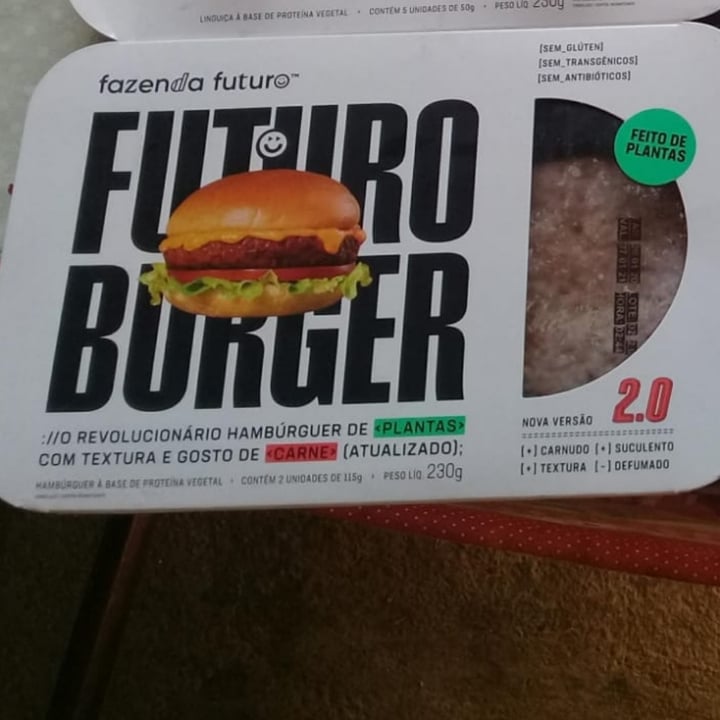 LINGUIÇA À BASE DE PROTEÍNA VEGETAL • CONTÉM 5 UNIDADES DE 50g • PESO LÍQ. 250g
fazenda futuro™
[SEM_GLÚTEN]
[SEM_TRANSGÊNICOS]
[SEM_ANTIBIÓTICOS]
FUTURO
BURGER
FEITO DE
PLANTAS
://O REVOLUCIONÁRIO HAMBÚRGUER DE <PLANTAS>
COM TEXTURA E GOSTO DE <CARNE> (ATUALIZADO);
HAMBÚRGUER À BASE DE PROTEÍNA VEGETAL • CONTÉM 2 UNIDADES DE 115g • PESO LÍQ. 230g
NOVA VERSÃO 2.0
[+] CARNUDO [+] SUCULENTO
[+] TEXTURA [-] DEFUMADO